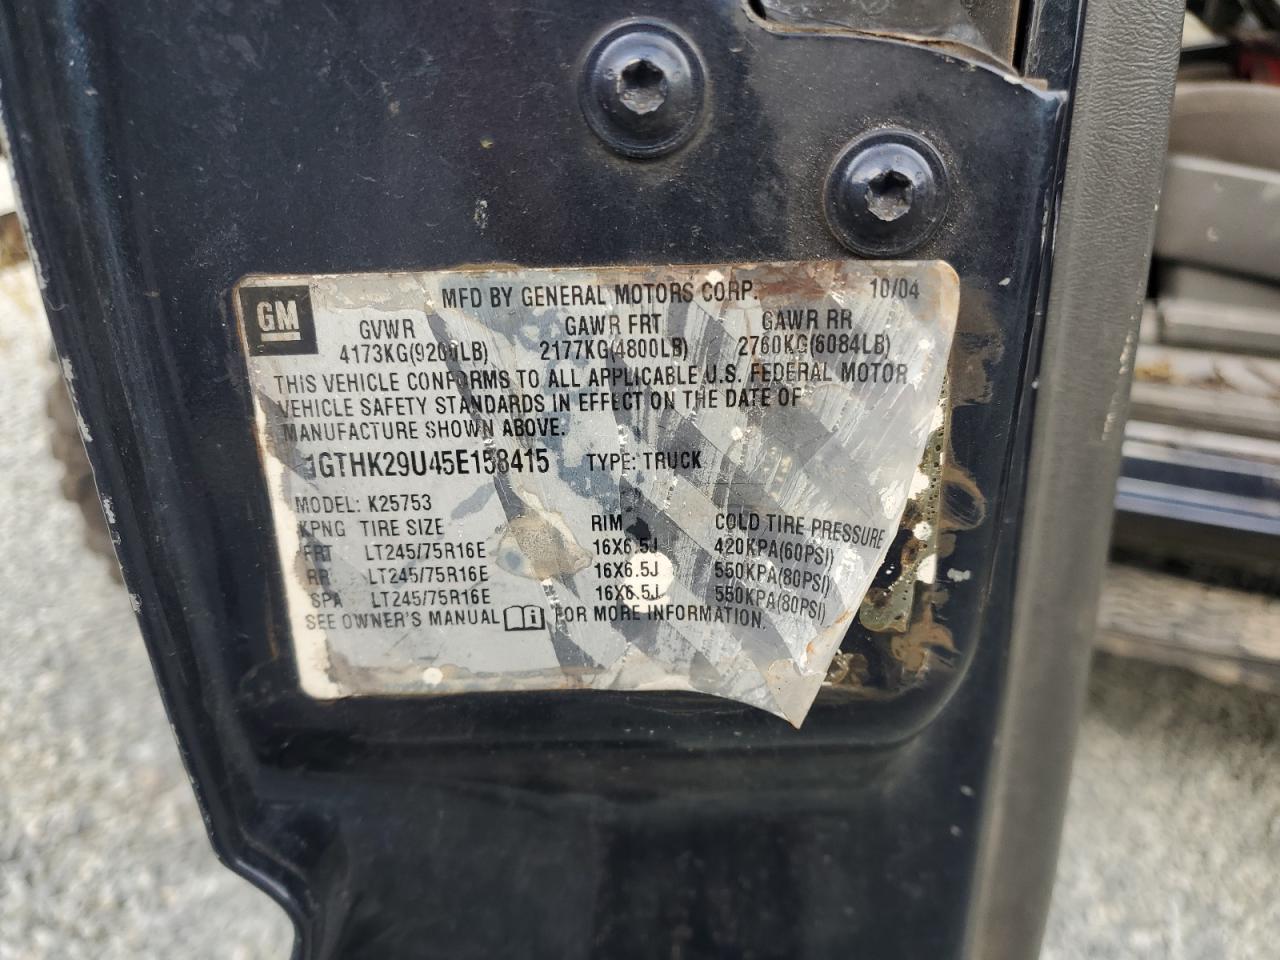 GM
MFD BY GENERAL MOTORS CORP. 10/04
GVWR GAWR FRT GAWR RR
4173KG(9200LB) 2177KG(4800LB) 2760KG(6084LB)
THIS VEHICLE CONFORMS TO ALL APPLICABLE U.S. FEDERAL MOTOR
VEHICLE SAFETY STANDARDS IN EFFECT ON THE DATE OF
MANUFACTURE SHOWN ABOVE.
1GTHK29U45E158415 TYPE: TRUCK
MODEL: K25753
KPNG TIRE SIZE RIM COLD TIRE PRESSURE
FRT LT245/75R16E 16X6.5J 420KPA(60PSI)
RR LT245/75R16E 16X6.5J 550KPA(80PSI)
SPA LT245/75R16E 16X6.5J 550KPA(80PSI)
SEE OWNER'S MANUAL FOR MORE INFORMATION.